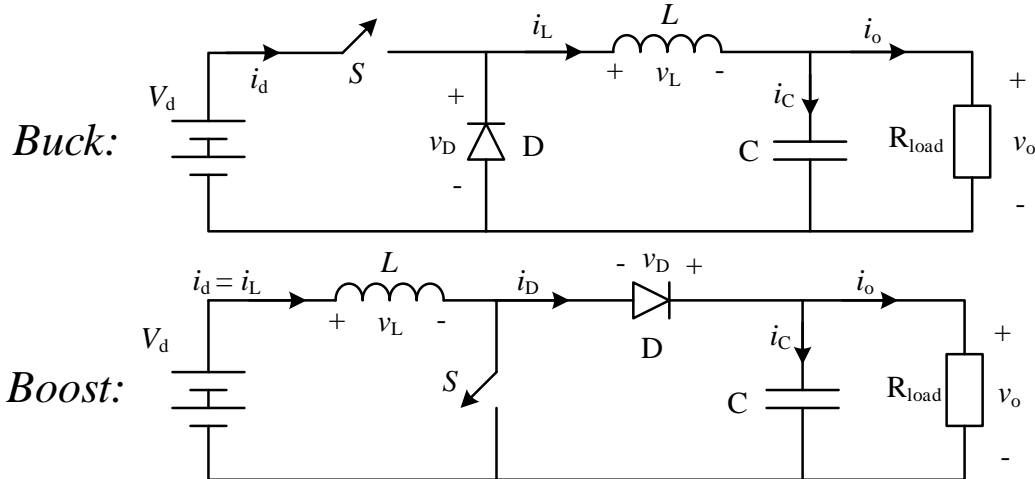 Buck:
V_d
i_d
S
i_L
L
+ v_L -
+
v_D
-
D
i_C
C
i_o
R_load
+
v_o
-
Boost:
V_d
i_d = i_L
L
+ v_L -
S
i_D
- v_D +
D
i_C
C
i_o
R_load
+
v_o
-